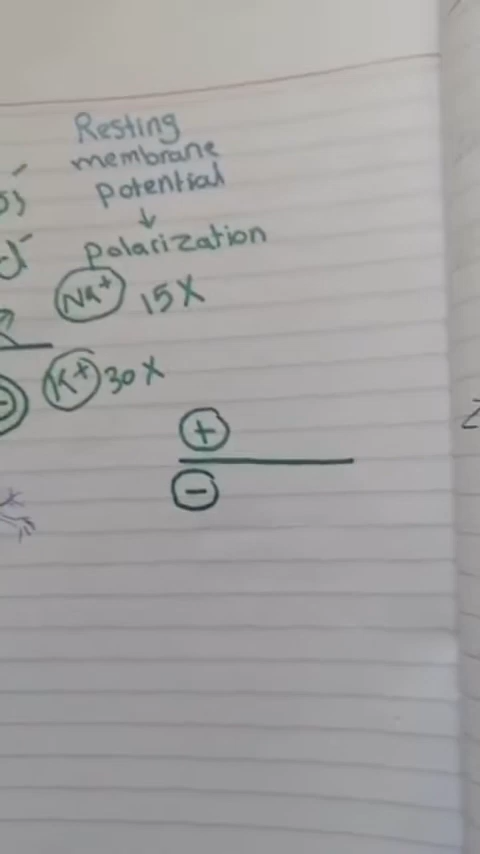 Resting
membrane
potential
↓
polarization
Na+ 15X
K+ 30X
+
−